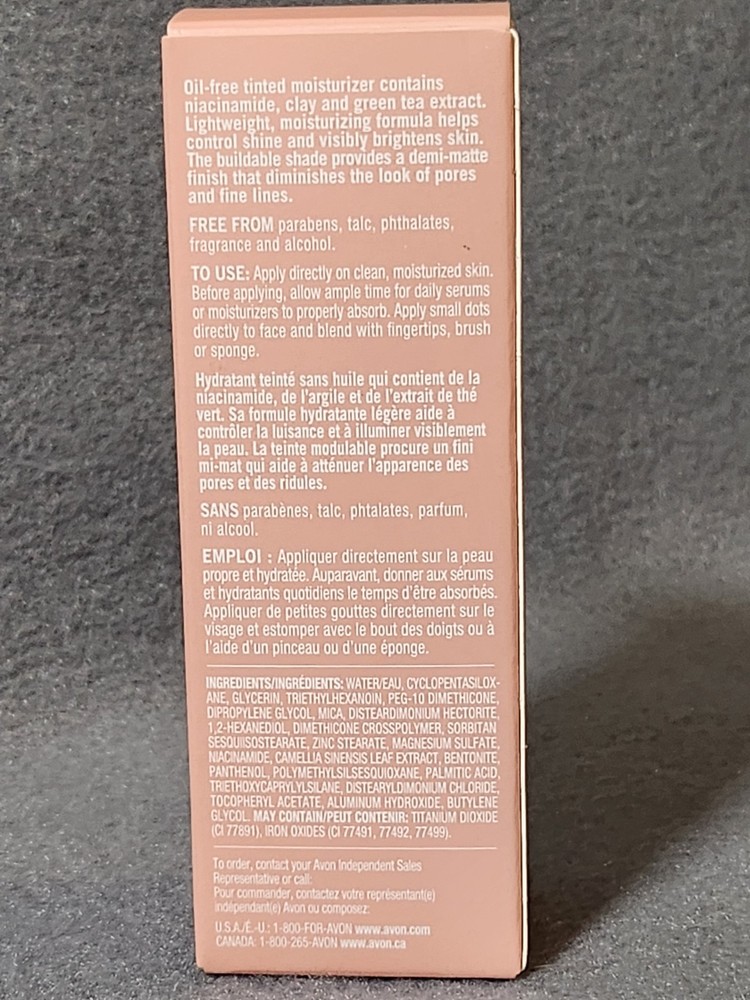 Oil-free tinted moisturizer contains
niacinamide, clay and green tea extract.
Lightweight, moisturizing formula helps
control shine and visibly brightens skin.
The buildable shade provides a demi-matte
finish that diminishes the look of pores
and fine lines.
FREE FROM parabens, talc, phthalates,
fragrance and alcohol.
TO USE: Apply directly on clean, moisturized skin.
Before applying, allow ample time for daily serums
or moisturizers to properly absorb. Apply small dots
directly to face and blend with fingertips, brush
or sponge.
Hydratant teinté sans huile qui contient de la
niacinamide, de l'argile et de l'extrait de thé
vert. Sa formule hydratante légère aide à
contrôler la luisance et à illuminer visiblement
la peau. La teinte modulable procure un fini
mi-mat qui aide à atténuer l'apparence des
pores et des ridules.
SANS parabènes, talc, phtalates, parfum,
ni alcool.
EMPLOI : Appliquer directement sur la peau
propre et hydratée. Auparavant, donner aux sérums
et hydratants quotidiens le temps d'être absorbés.
Appliquer de petites gouttes directement sur le
visage et estomper avec le bout des doigts ou à
l'aide d'un pinceau ou d'une éponge.
INGREDIENTS/INGRÉDIENTS: WATER/EAU, CYCLOPENTASILOX-
ANE, GLYCERIN, TRIETHYLHEXANOIN, PEG-10 DIMETHICONE,
DIPROPYLENE GLYCOL, MICA, DISTEARDIMONIUM HECTORITE,
1,2-HEXANEDIOL, DIMETHICONE CROSSPOLYMER, SORBITAN
SESQUIISOSTEARATE, ZINC STEARATE, MAGNESIUM SULFATE,
NIACINAMIDE, CAMELLIA SINENSIS LEAF EXTRACT, BENTONITE,
PANTHENOL, POLYMETHYLSILSESQUIOXANE, PALMITIC ACID,
TRIETHOXYCAPRYLYLSILANE, DISTEARYLDIMONIUM CHLORIDE,
TOCOPHERYL ACETATE, ALUMINUM HYDROXIDE, BUTYLENE
GLYCOL. MAY CONTAIN/PEUT CONTENIR: TITANIUM DIOXIDE
(CI 77891), IRON OXIDES (CI 77491, 77492, 77499).
To order, contact your Avon Independent Sales
Representative or call:
Pour commander, contactez votre représentant(e)
indépendant(e) Avon ou composez:
U.S.A./É.-U.: 1-800-FOR-AVON www.avon.com
CANADA: 1-800-265-AVON www.avon.ca